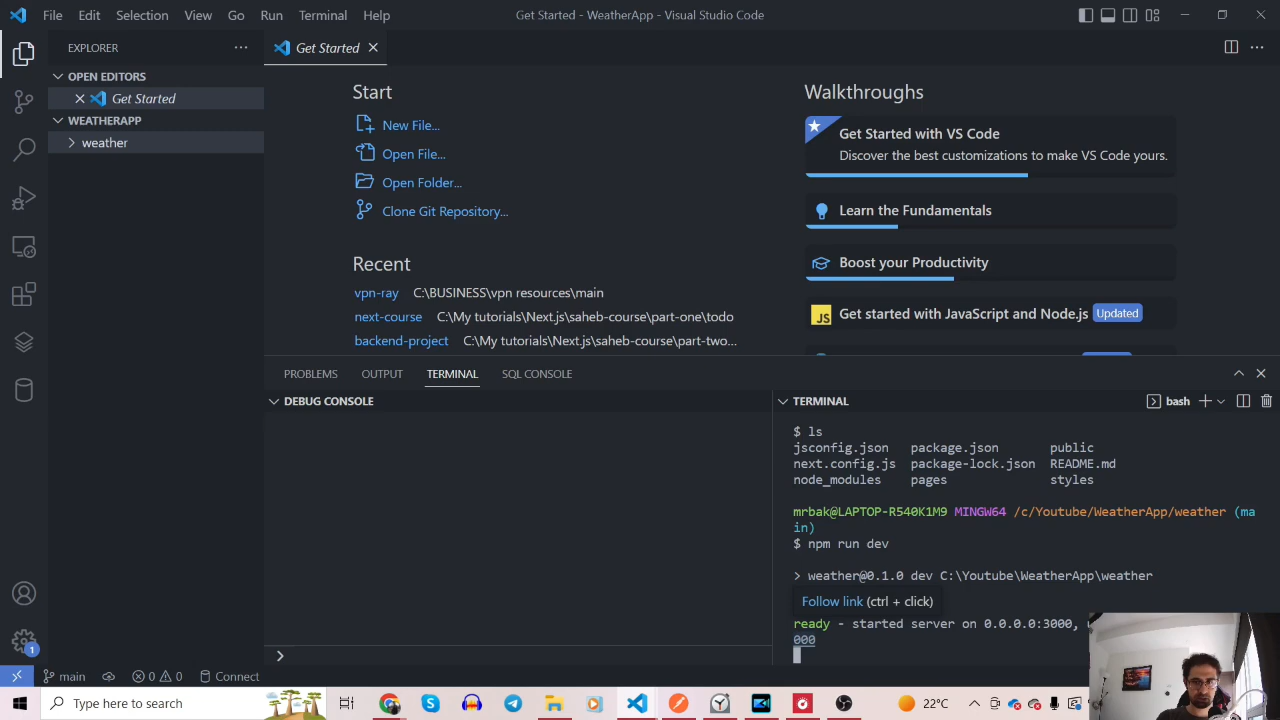 File Edit Selection View Go Run Terminal Help
Get Started - WeatherApp - Visual Studio Code
EXPLORER
OPEN EDITORS
Get Started
WEATHERAPP
weather
Get Started
Start
New File...
Open File...
Open Folder...
Clone Git Repository...
Recent
vpn-ray C:\BUSINESS\vpn resources\main
next-course C:\My tutorials\Next.js\saheb-course\part-one\todo
backend-project C:\My tutorials\Next.js\saheb-course\part-two...
Walkthroughs
Get Started with VS Code
Discover the best customizations to make VS Code yours.
Learn the Fundamentals
Boost your Productivity
JS Get started with JavaScript and Node.js Updated
PROBLEMS OUTPUT TERMINAL SQL CONSOLE
DEBUG CONSOLE
TERMINAL
bash
$ ls
jsconfig.json package.json public
next.config.js package-lock.json README.md
node_modules pages styles
mrbak@LAPTOP-R540K1M9 MINGW64 /c/Youtube/WeatherApp/weather (ma
in)
$ npm run dev
> weather@0.1.0 dev C:\Youtube\WeatherApp\weather
Follow link (ctrl + click)
ready - started server on 0.0.0.0:3000,
000
1
main 0 0 Connect
Type here to search
22°C